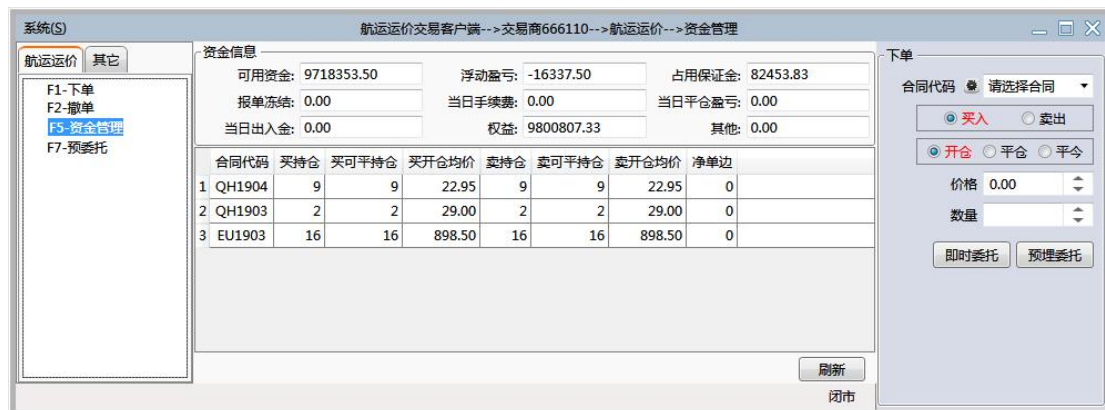 系统(S) 航运运价交易客户端-->交易商666110-->航运运价-->资金管理
航运运价 其它
F1-下单
F2-撤单
F5-资金管理
F7-预委托
资金信息
可用资金: 9718353.50 浮动盈亏: -16337.50 占用保证金: 82453.83
报单冻结: 0.00 当日手续费: 0.00 当日平仓盈亏: 0.00
当日出入金: 0.00 权益: 9800807.33 其他: 0.00
合同代码 买持仓 买可平持仓 买开仓均价 卖持仓 卖可平持仓 卖开仓均价 净单边
1 QH1904 9 9 22.95 9 9 22.95 0
2 QH1903 2 2 29.00 2 2 29.00 0
3 EU1903 16 16 898.50 16 16 898.50 0
刷新
闭市
下单
合同代码 请选择合同
买入 卖出
开仓 平仓 平今
价格 0.00
数量
即时委托 预埋委托